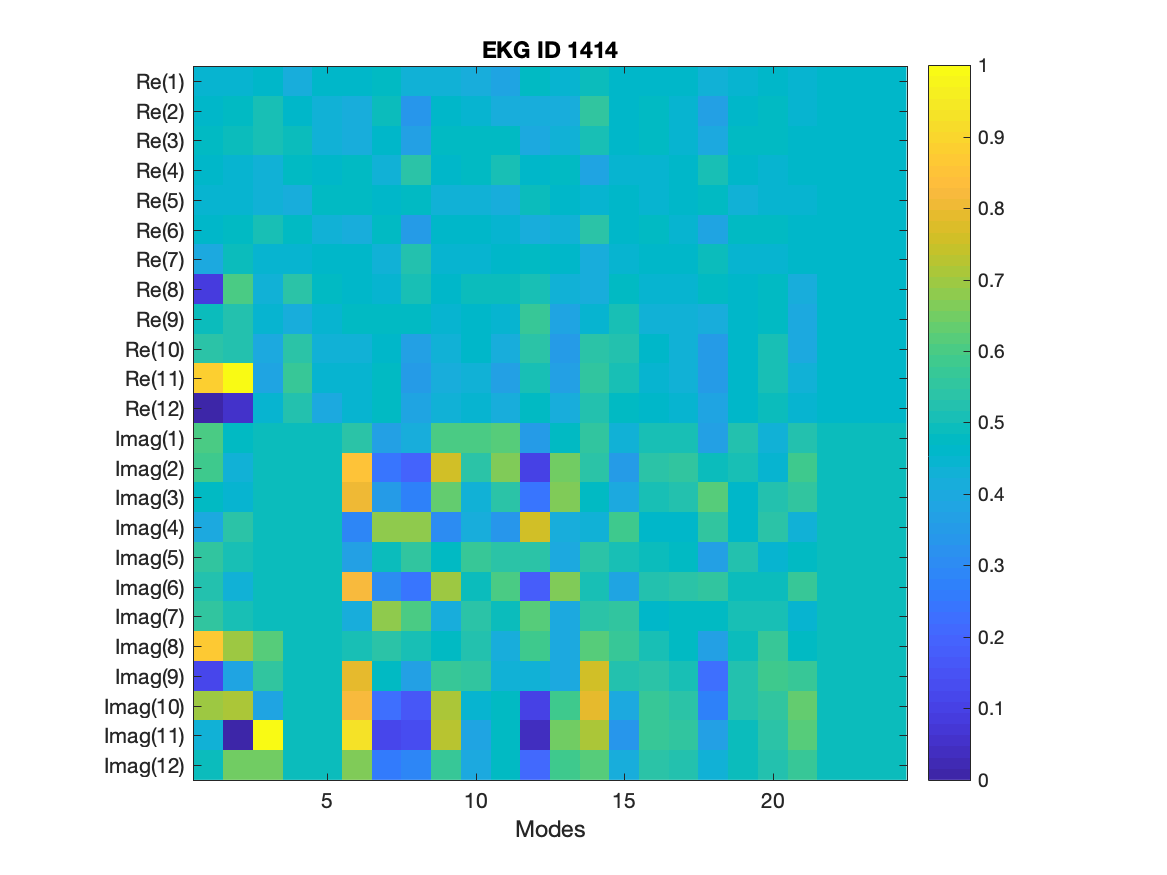 EKG ID 1414
Re(1)
Re(2)
Re(3)
Re(4)
Re(5)
Re(6)
Re(7)
Re(8)
Re(9)
Re(10)
Re(11)
Re(12)
Imag(1)
Imag(2)
Imag(3)
Imag(4)
Imag(5)
Imag(6)
Imag(7)
Imag(8)
Imag(9)
Imag(10)
Imag(11)
Imag(12)
5 10 15 20
Modes
1
0.9
0.8
0.7
0.6
0.5
0.4
0.3
0.2
0.1
0